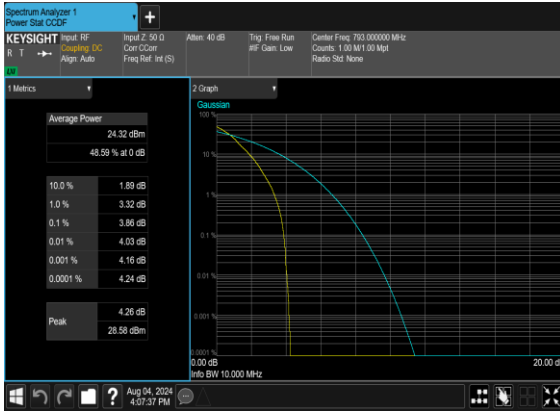 Spectrum Analyzer 1
Power Stat CCDF
+
KEYSIGHT
R T
LXI
Input: RF
Coupling: DC
Align: Auto
Input Z: 50 Ω
Corr CCorr
Freq Ref: Int (S)
Atten: 40 dB
Trig: Free Run
#IF Gain: Low
Center Freq: 793.000000 MHz
Counts: 1.00 M/1.00 Mpt
Radio Std: None
1 Metrics
Average Power
24.32 dBm
48.59 % at 0 dB
10.0 % 1.89 dB
1.0 % 3.32 dB
0.1 % 3.86 dB
0.01 % 4.03 dB
0.001 % 4.16 dB
0.0001 % 4.24 dB
Peak
4.26 dB
28.58 dBm
2 Graph
Gaussian
100 %
10 %
1 %
0.1 %
0.01 %
0.001 %
0.0001 %
0.00 dB
20.00 d
Info BW 10.000 MHz
?
Aug 04, 2024
4:07:37 PM